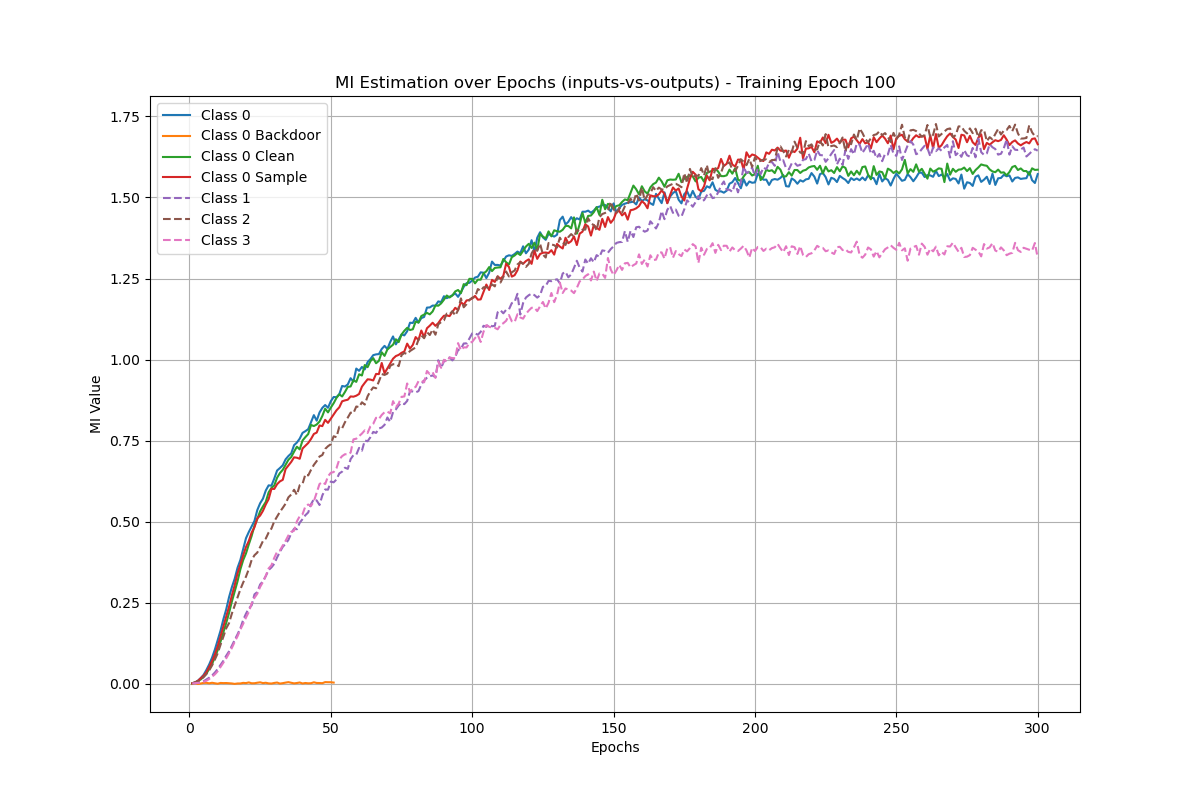 MI Estimation over Epochs (inputs-vs-outputs) - Training Epoch 100
Class 0
Class 0 Backdoor
Class 0 Clean
Class 0 Sample
Class 1
Class 2
Class 3
MI Value
1.75
1.50
1.25
1.00
0.75
0.50
0.25
0.00
0 50 100 150 200 250 300
Epochs